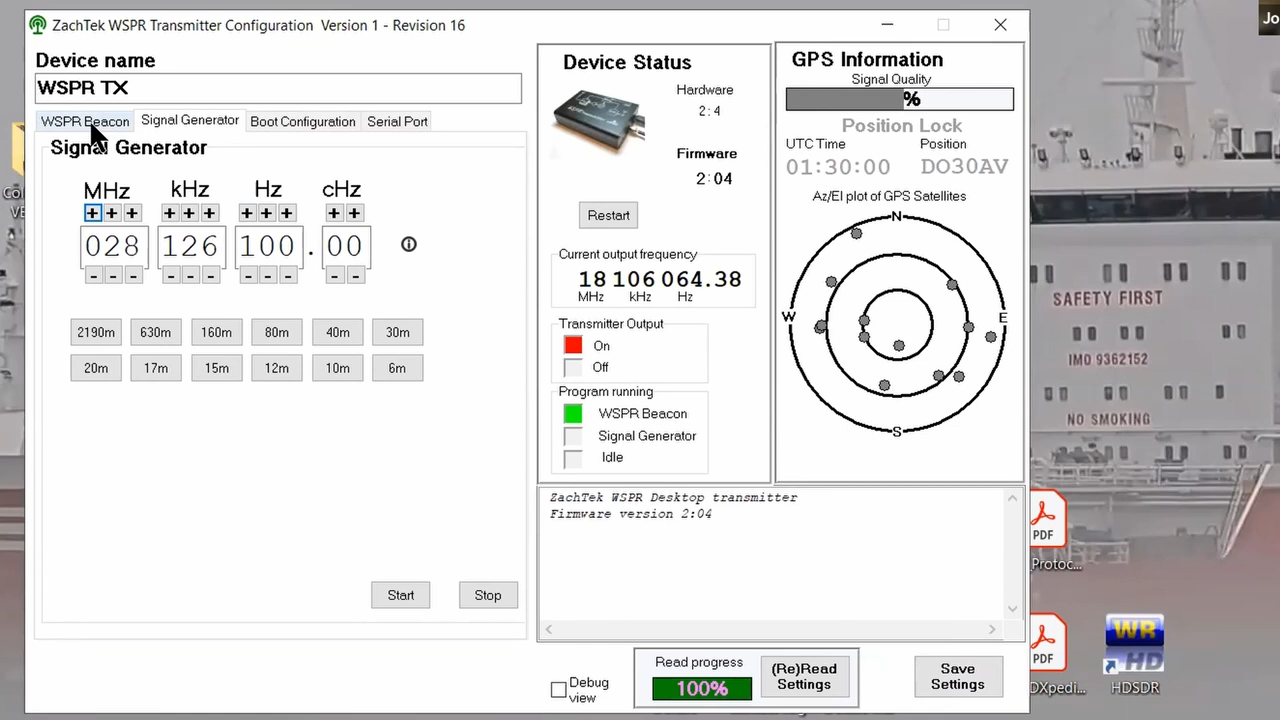 Jo
ZachTek WSPR Transmitter Configuration Version 1 - Revision 16
Device name
WSPR TX
WSPR Beacon
Signal Generator
Boot Configuration
Serial Port
Signal Generator
MHz kHz Hz cHz
+ + + + + + + + + + +
028 126 100 . 00
- - - - - - - - - - -
2190m 630m 160m 80m 40m 30m
20m 17m 15m 12m 10m 6m
Start
Stop
Device Status
Hardware
2:4
Firmware
2:04
Restart
Current output frequency
18 106 064.38
MHz kHz Hz
Transmitter Output
On
Off
Program running
WSPR Beacon
Signal Generator
Idle
GPS Information
Signal Quality
%
Position Lock
UTC Time Position
01:30:00 DO30AV
Az/El plot of GPS Satellites
N
W
E
S
ZachTek WSPR Desktop transmitter
Firmware version 2:04
Debug
view
Read progress
100%
(Re)Read
Settings
Save
Settings
SAFETY FIRST
IMO 9362152
NO SMOKING
PDF
Protoc...
PDF
DXpedi...
WR
HD
HDSDR